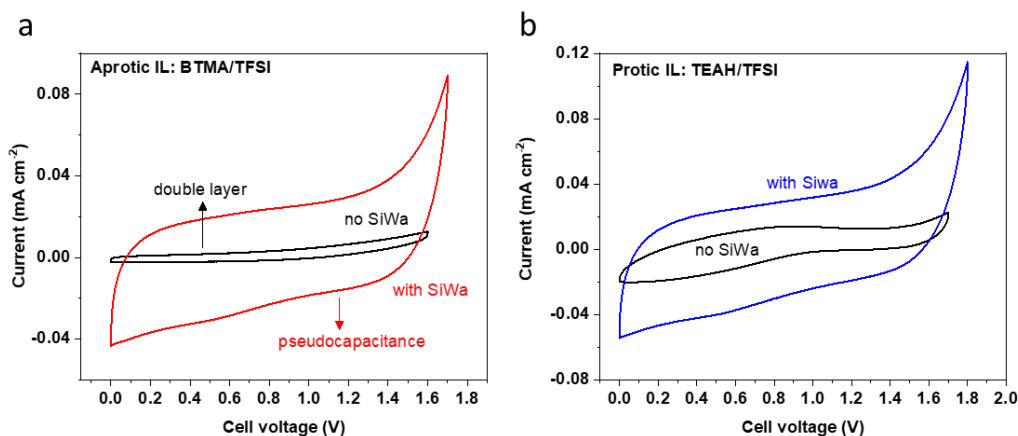 a
Aprotic IL: BTMA/TFSI
double layer
no SiWa
with SiWa
pseudocapacitance
0.08
0.04
0.00
-0.04
Current (mA cm-2)
0.0 0.2 0.4 0.6 0.8 1.0 1.2 1.4 1.6 1.8
Cell voltage (V)
b
Protic IL: TEAH/TFSI
with Siwa
no SiWa
0.12
0.08
0.04
0.00
-0.04
-0.08
Current (mA cm-2)
0.0 0.2 0.4 0.6 0.8 1.0 1.2 1.4 1.6 1.8 2.0
Cell voltage (V)